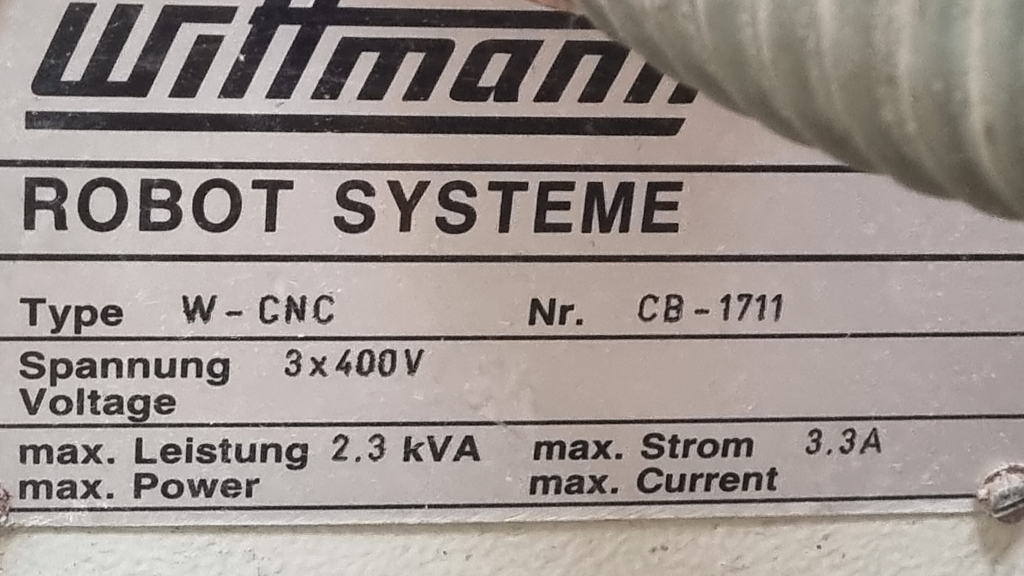 Wittmann
ROBOT SYSTEME
Type W-CNC Nr. CB-1711
Spannung 3x400V
Voltage
max. Leistung 2.3 kVA max. Strom 3.3A
max. Power max. Current